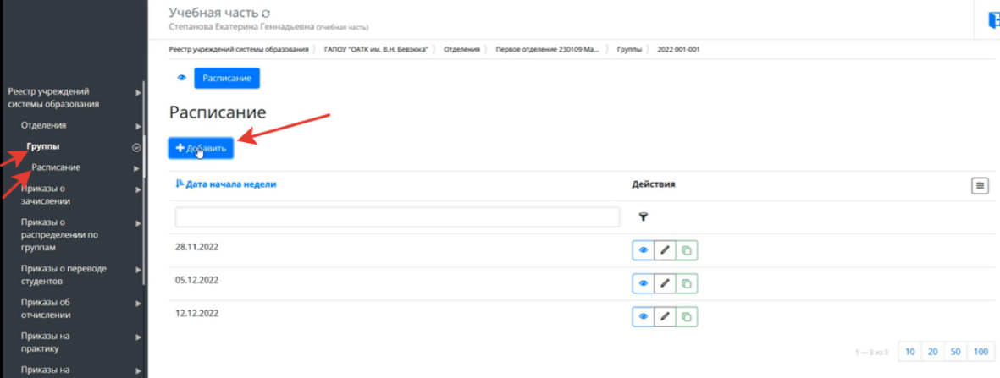 Учебная часть
Степанова Екатерина Геннадьевна (Учебная часть)
Реестр учреждений системы образования
ГАПОУ "ОАТК им. В.Н. Бевзюка"
Отделения
Первое отделение 230109 Ма...
Группы
2022 001-001
Расписание
Расписание
Добавить
Дата начала недели
Действия
28.11.2022
05.12.2022
12.12.2022
1 — 3 из 3
10 20 50 100
Реестр учреждений
системы образования
Отделения
Группы
Расписание
Приказы о
зачислении
Приказы о
распределении по
группам
Приказы о переводе
студентов
Приказы об
отчислении
Приказы на
практику
Приказы на